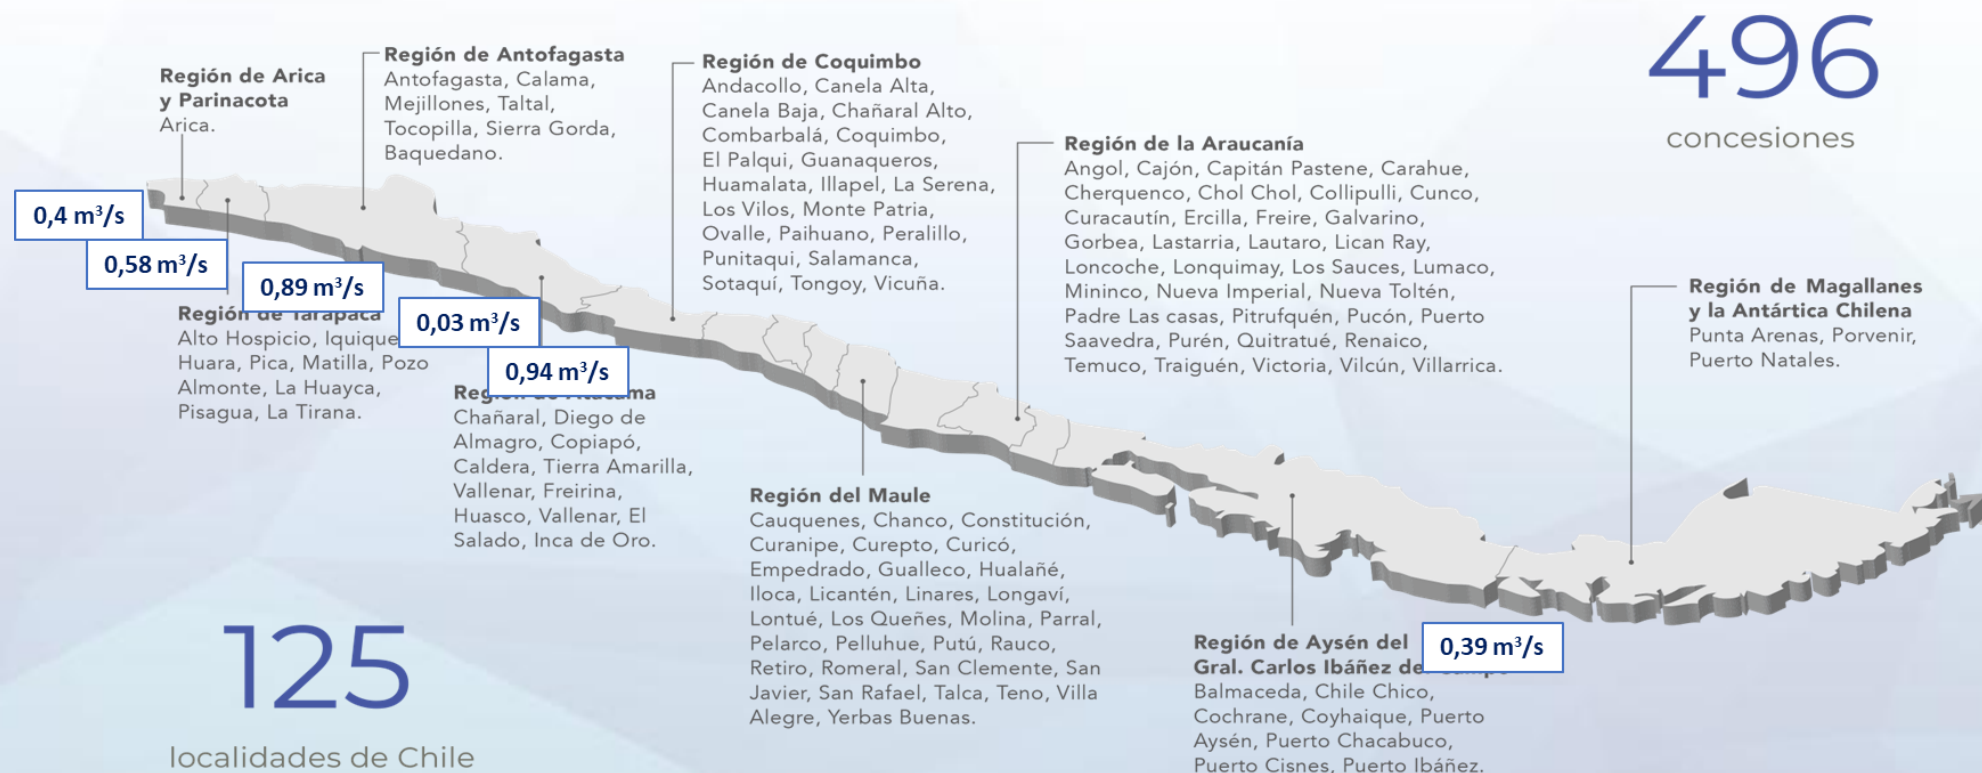 496
concesiones
Región de Arica
y Parinacota
Arica.
Región de Antofagasta
Antofagasta, Calama,
Mejillones, Taltal,
Tocopilla, Sierra Gorda,
Baquedano.
Región de Coquimbo
Andacollo, Canela Alta,
Canela Baja, Chañaral Alto,
Combarbalá, Coquimbo,
El Palqui, Guanaqueros,
Huamalata, Illapel, La Serena,
Los Vilos, Monte Patria,
Ovalle, Paihuano, Peralillo,
Punitaqui, Salamanca,
Sotaquí, Tongoy, Vicuña.
Región de la Araucanía
Angol, Cajón, Capitán Pastene, Carahue,
Cherquenco, Chol Chol, Collipulli, Cunco,
Curacautín, Ercilla, Freire, Galvarino,
Gorbea, Lastarria, Lautaro, Lican Ray,
Loncoche, Lonquimay, Los Sauces, Lumaco,
Mininco, Nueva Imperial, Nueva Toltén,
Padre Las casas, Pitrufquén, Pucón, Puerto
Saavedra, Purén, Quitratué, Renaico,
Temuco, Traiguén, Victoria, Vilcún, Villarrica.
Región de Magallanes
y la Antártica Chilena
Punta Arenas, Porvenir,
Puerto Natales.
0,4 m³/s
0,58 m³/s
0,89 m³/s
0,03 m³/s
0,94 m³/s
Región de Tarapacá
Alto Hospicio, Iquique
Huara, Pica, Matilla, Pozo
Almonte, La Huayca,
Pisagua, La Tirana.
Región de Atacama
Chañaral, Diego de
Almagro, Copiapó,
Caldera, Tierra Amarilla,
Vallenar, Freirina,
Huasco, Vallenar, El
Salado, Inca de Oro.
Región del Maule
Cauquenes, Chanco, Constitución,
Curanipe, Curepto, Curicó,
Empedrado, Gualleco, Hualañé,
Iloca, Licantén, Linares, Longaví,
Lontué, Los Queñes, Molina, Parral,
Pelarco, Pelluhue, Putú, Rauco,
Retiro, Romeral, San Clemente, San
Javier, San Rafael, Talca, Teno, Villa
Alegre, Yerbas Buenas.
Región de Aysén del
Gral. Carlos Ibáñez
0,39 m³/s
Balmaceda, Chile Chico,
Cochrane, Coyhaique, Puerto
Aysén, Puerto Chacabuco,
Puerto Cisnes, Puerto Ibáñez.
125
localidades de Chile